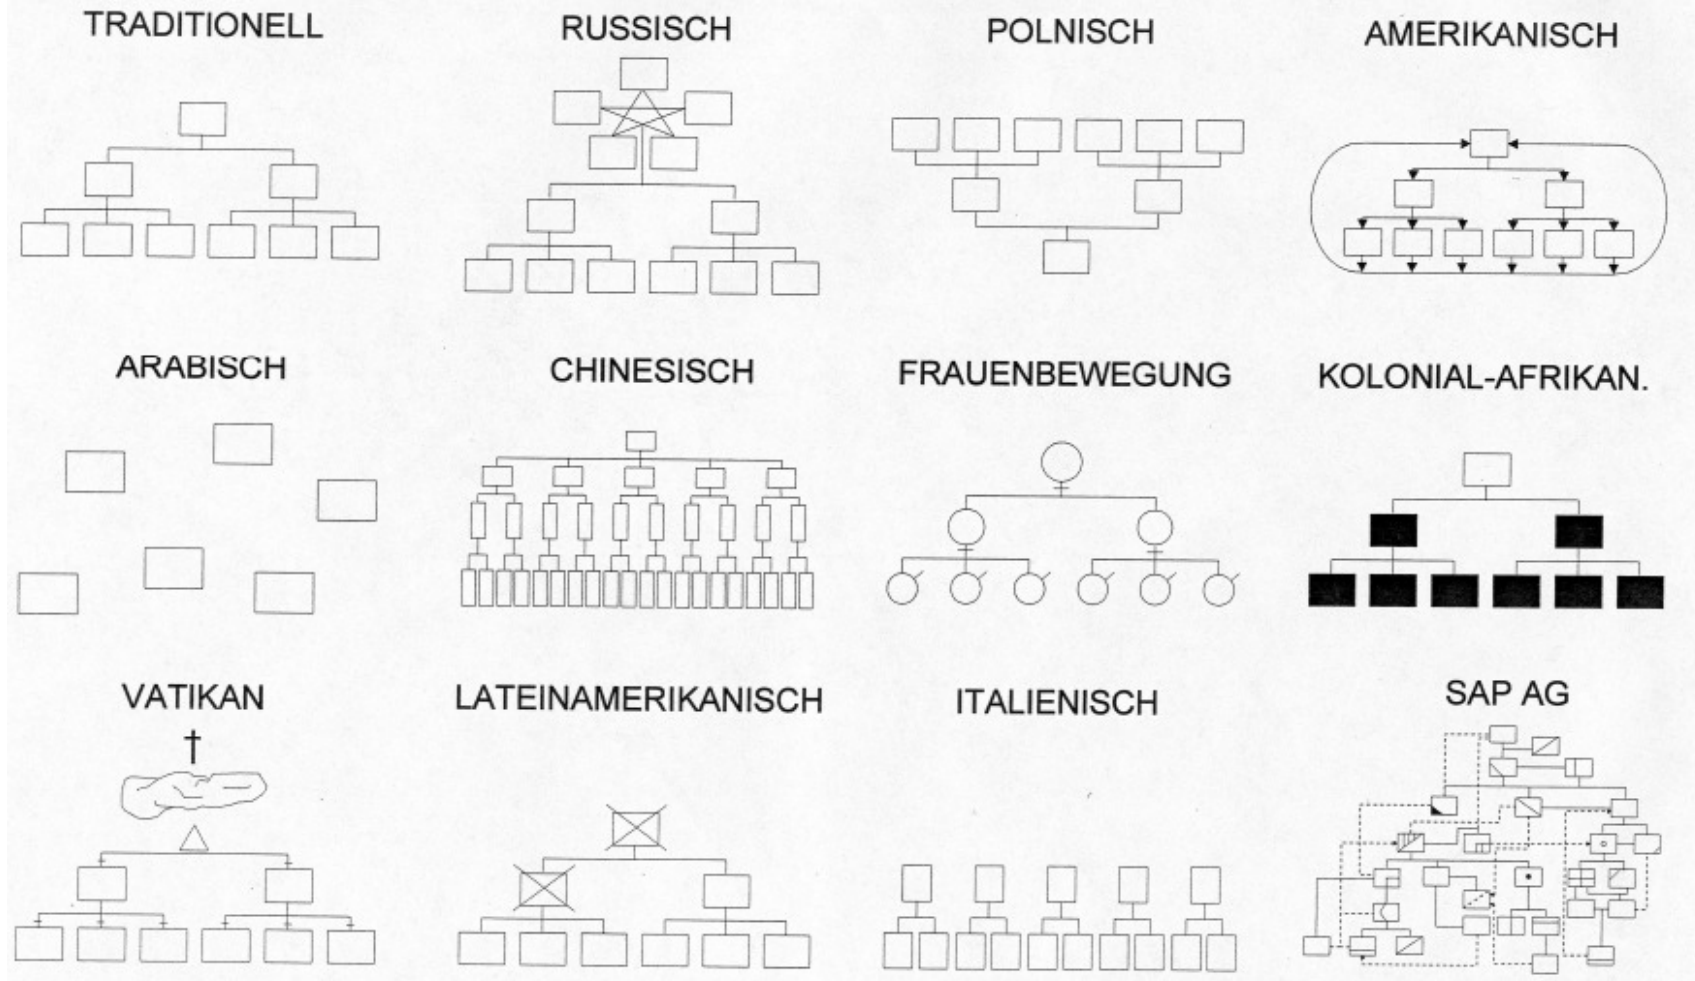 TRADITIONELL
RUSSISCH
POLNISCH
AMERIKANISCH
ARABISCH
CHINESISCH
FRAUENBEWEGUNG
KOLONIAL-AFRIKAN.
VATIKAN
LATEINAMERIKANISCH
ITALIENISCH
SAP AG